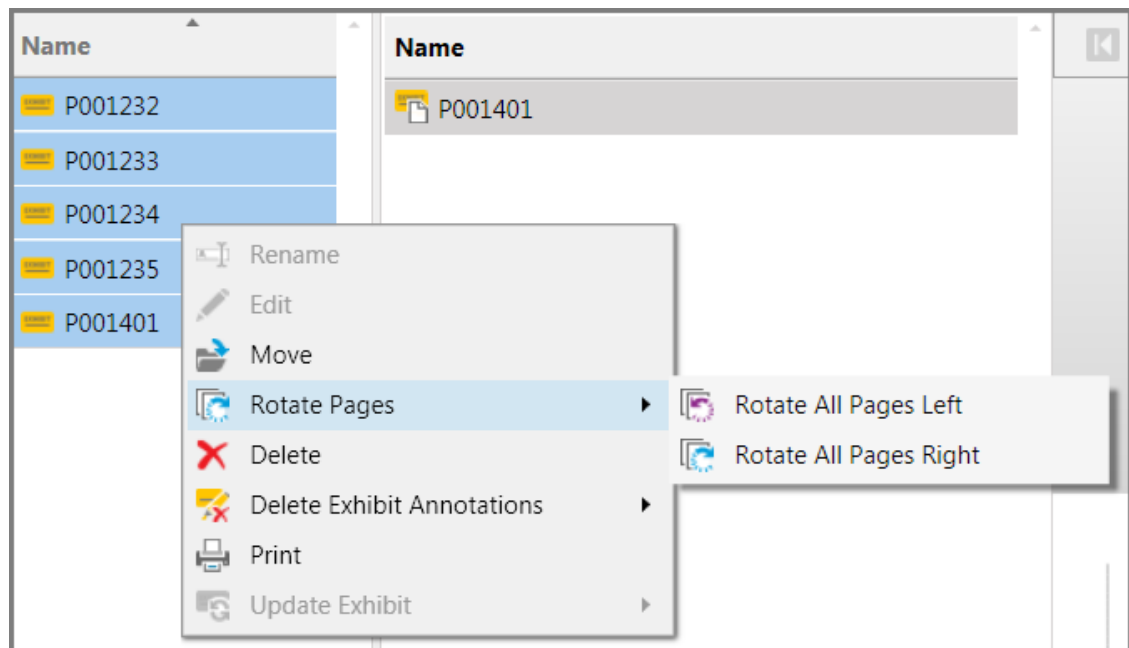 Name
P001232
P001233
P001234
P001235
P001401
Name
P001401
Rename
Edit
Move
Rotate Pages
Delete
Delete Exhibit Annotations
Print
Update Exhibit
Rotate All Pages Left
Rotate All Pages Right